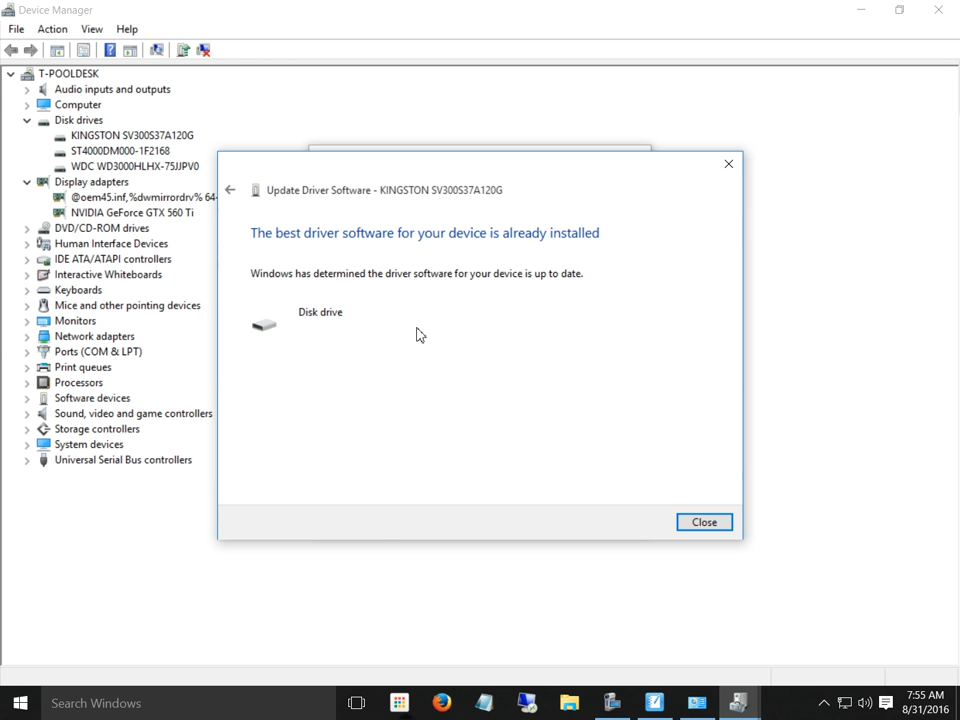 Device Manager
File Action View Help
T-POOLDESK
Audio inputs and outputs
Computer
Disk drives
KINGSTON SV300S37A120G
ST4000DM000-1F2168
WDC WD3000HLHX-75JJPV0
Display adapters
@oem45.inf,%dwmirrordrv% 64-
NVIDIA GeForce GTX 560 Ti
DVD/CD-ROM drives
Human Interface Devices
IDE ATA/ATAPI controllers
Interactive Whiteboards
Keyboards
Mice and other pointing devices
Monitors
Network adapters
Ports (COM & LPT)
Print queues
Processors
Software devices
Sound, video and game controllers
Storage controllers
System devices
Universal Serial Bus controllers
Update Driver Software - KINGSTON SV300S37A120G
The best driver software for your device is already installed
Windows has determined the driver software for your device is up to date.
Disk drive
Close
Search Windows
7:55 AM
8/31/2016